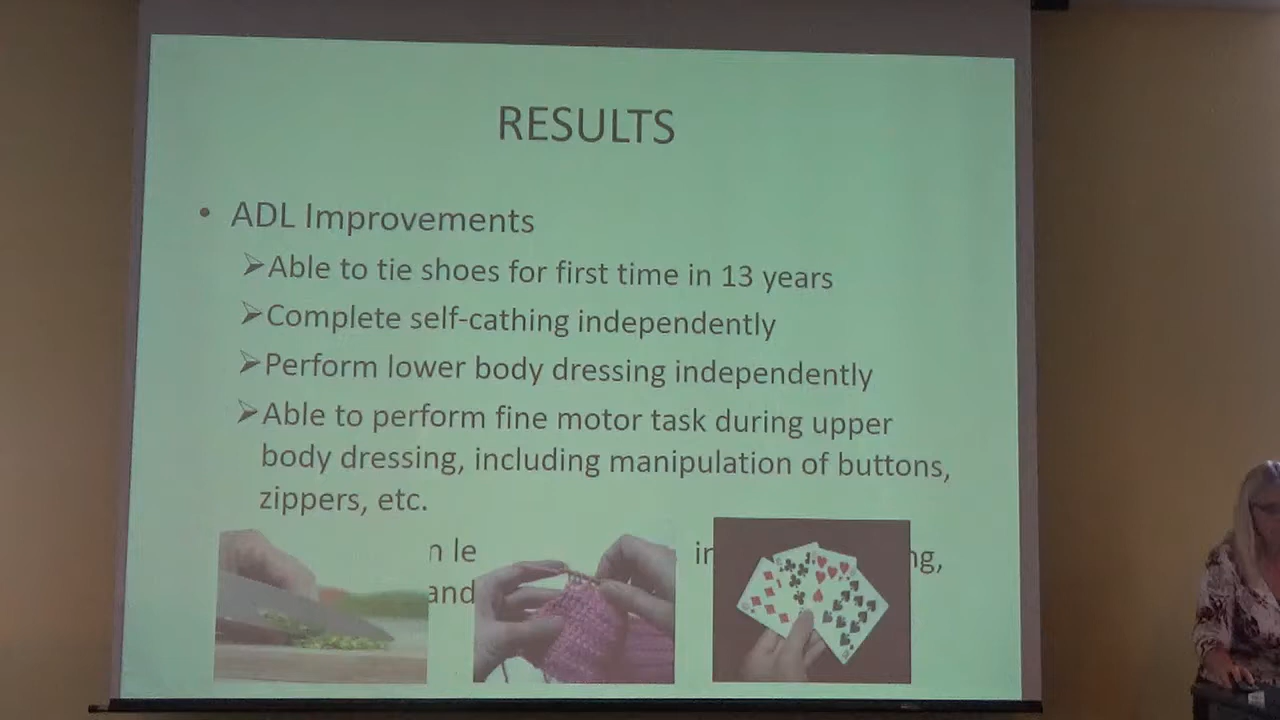 RESULTS
• ADL Improvements
➢Able to tie shoes for first time in 13 years
➢Complete self-cathing independently
➢Perform lower body dressing independently
➢Able to perform fine motor task during upper
body dressing, including manipulation of buttons,
zippers, etc.
and